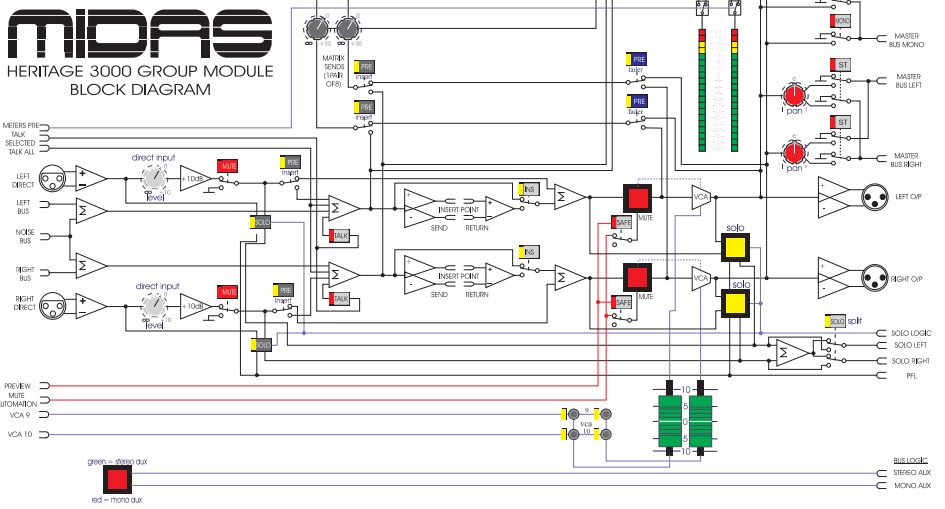 MIDAS
HERITAGE 3000 GROUP MODULE
BLOCK DIAGRAM
MATRIX
SENDS
(1PAIR
OF8)
PRE
insert
PRE
insert
PRE
fader
PRE
fader
MONO
MASTER
BUS MONO
ST
MASTER
BUS LEFT
pan
ST
pan
MASTER
BUS RIGHT
METERS PRE
TALK
SELECTED
TALK ALL
LEFT
DIRECT
direct input
0
+10
level
+10dB
MUTE
PRE
insert
LEFT
BUS
SOLO
TALK
INSERT POINT
SEND
RETURN
INS
MUTE
SAFE
VCA
LEFT O/P
NOISE
BUS
solo
RIGHT
BUS
TALK
INSERT POINT
SEND
RETURN
INS
MUTE
SAFE
VCA
solo
RIGHT O/P
RIGHT
DIRECT
direct input
0
+10
level
+10dB
MUTE
PRE
insert
SOLO
SOLO
split
SOLO LOGIC
SOLO LEFT
SOLO RIGHT
PFL
PREVIEW
MUTE
AUTOMATION
VCA 9
VCA 10
9
vca
10
10
5
0
5
10
green = stereo aux
red = mono aux
BUS LOGIC
STEREO AUX
MONO AUX